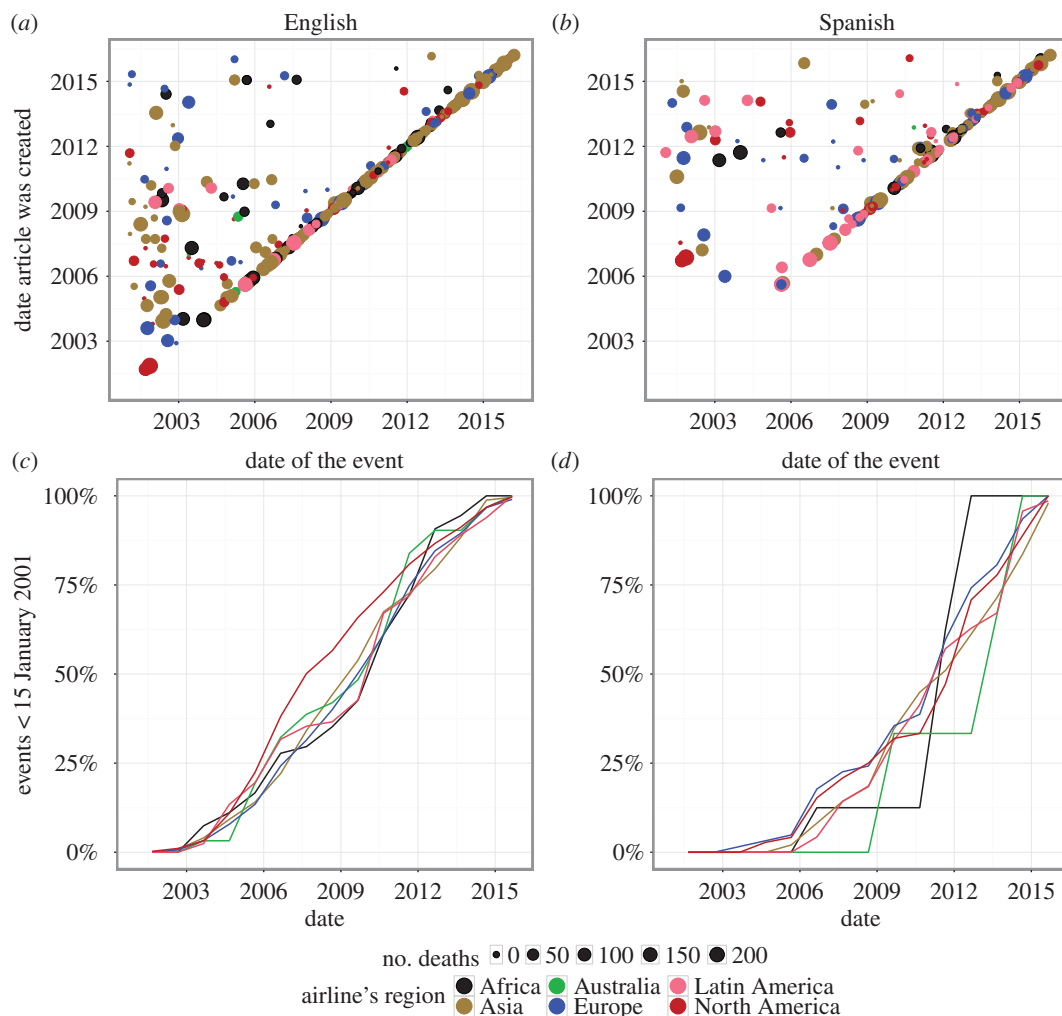 (a) English
(b) Spanish
date article was created
2015
2012
2009
2006
2003
2015
2012
2009
2006
2003
2003 2006 2009 2012 2015
2003 2006 2009 2012 2015
date of the event
date of the event
(c)
(d)
events < 15 January 2001
100%
75%
50%
25%
0%
100%
75%
50%
25%
0%
2003 2006 2009 2012 2015
2003 2006 2009 2012 2015
date
date
no. deaths 0 50 100 150 200
airline's region Africa Australia Latin America
Asia Europe North America